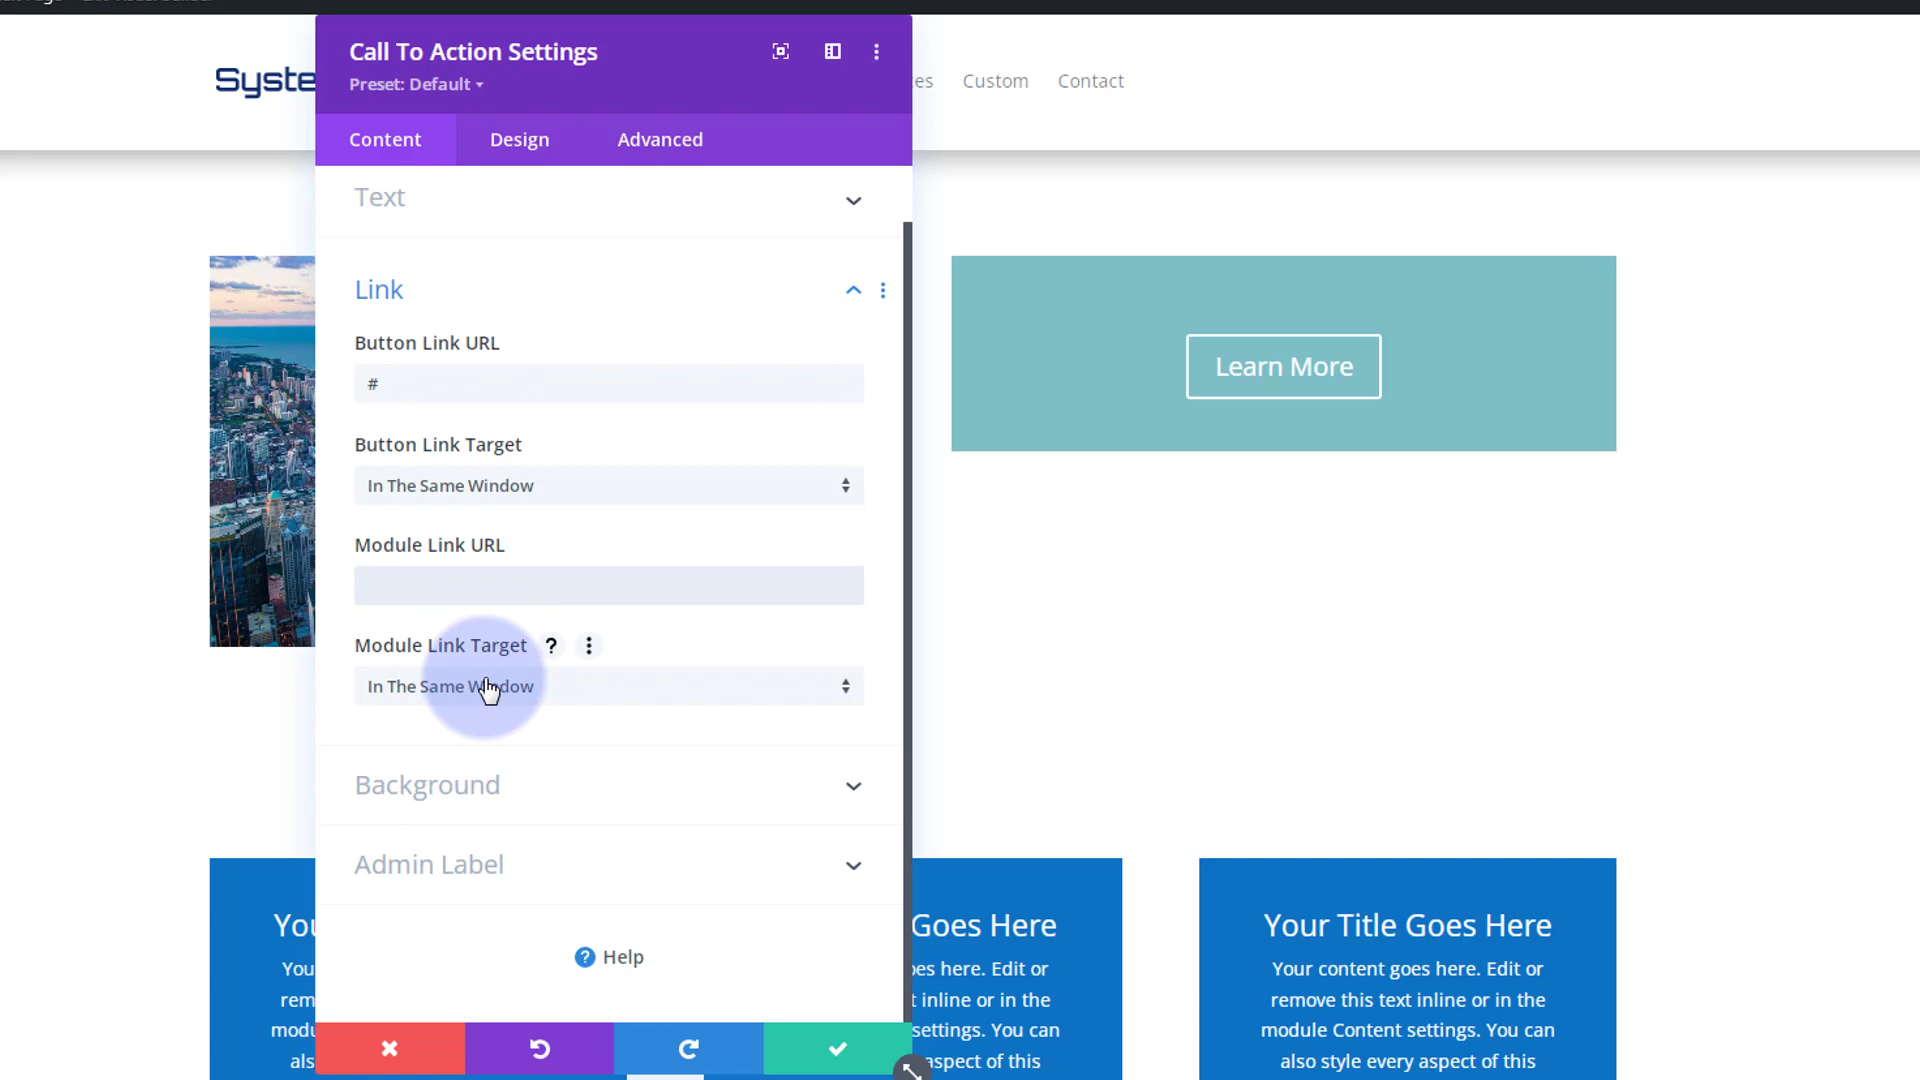 Call To Action Settings
Preset: Default
Syste
es Custom Contact
Content Design Advanced
Text
Link
Button Link URL
#
Learn More
Button Link Target
In The Same Window
Module Link URL
Module Link Target ?
In The Same Window
Background
Admin Label
? Help
You
You
rem
modu
als
Goes Here
oes here. Edit or
t inline or in the
settings. You can
aspect of this
Your Title Goes Here
Your content goes here. Edit or
remove this text inline or in the
module Content settings. You can
also style every aspect of this